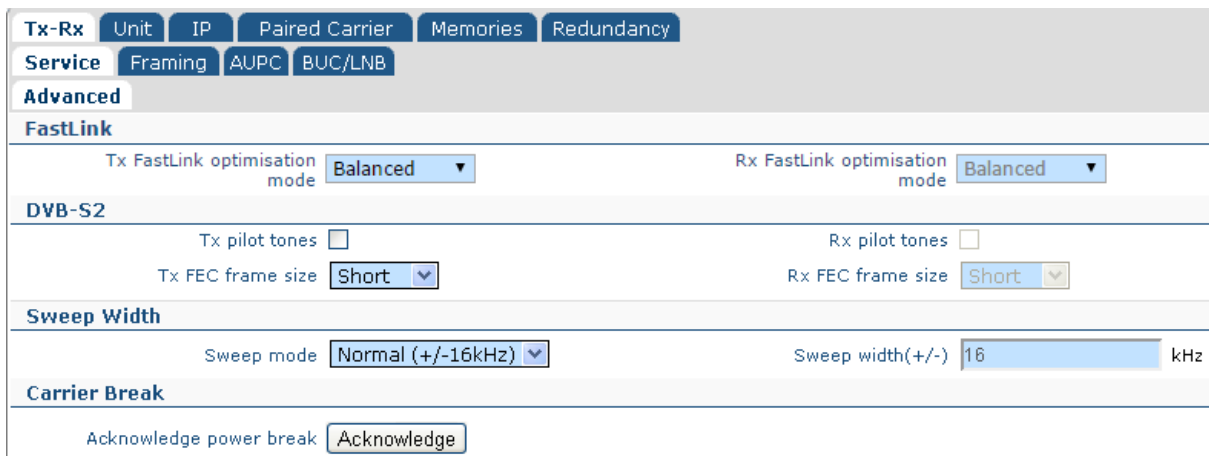 Tx-Rx Unit IP Paired Carrier Memories Redundancy
Service Framing AUPC BUC/LNB
Advanced
FastLink
Tx FastLink optimisation mode Balanced Rx FastLink optimisation mode Balanced
DVB-S2
Tx pilot tones Rx pilot tones
Tx FEC frame size Short Rx FEC frame size Short
Sweep Width
Sweep mode Normal (+/-16kHz) Sweep width(+/-) 16 kHz
Carrier Break
Acknowledge power break Acknowledge